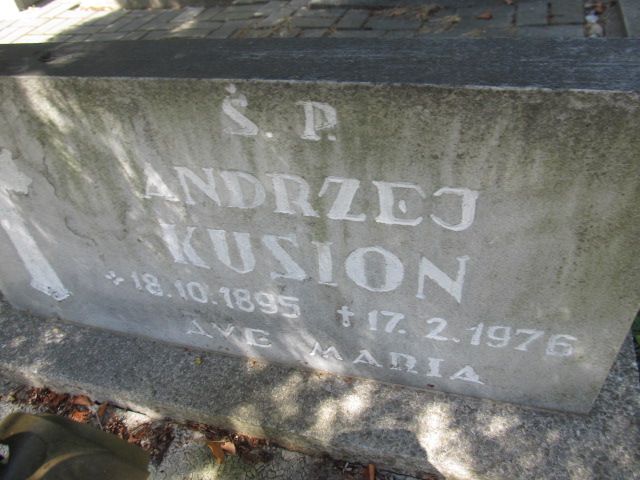 Ś. P.
ANDRZEJ
KUSION
* 18.10.1895 † 17.2.1976
AVE MARIA